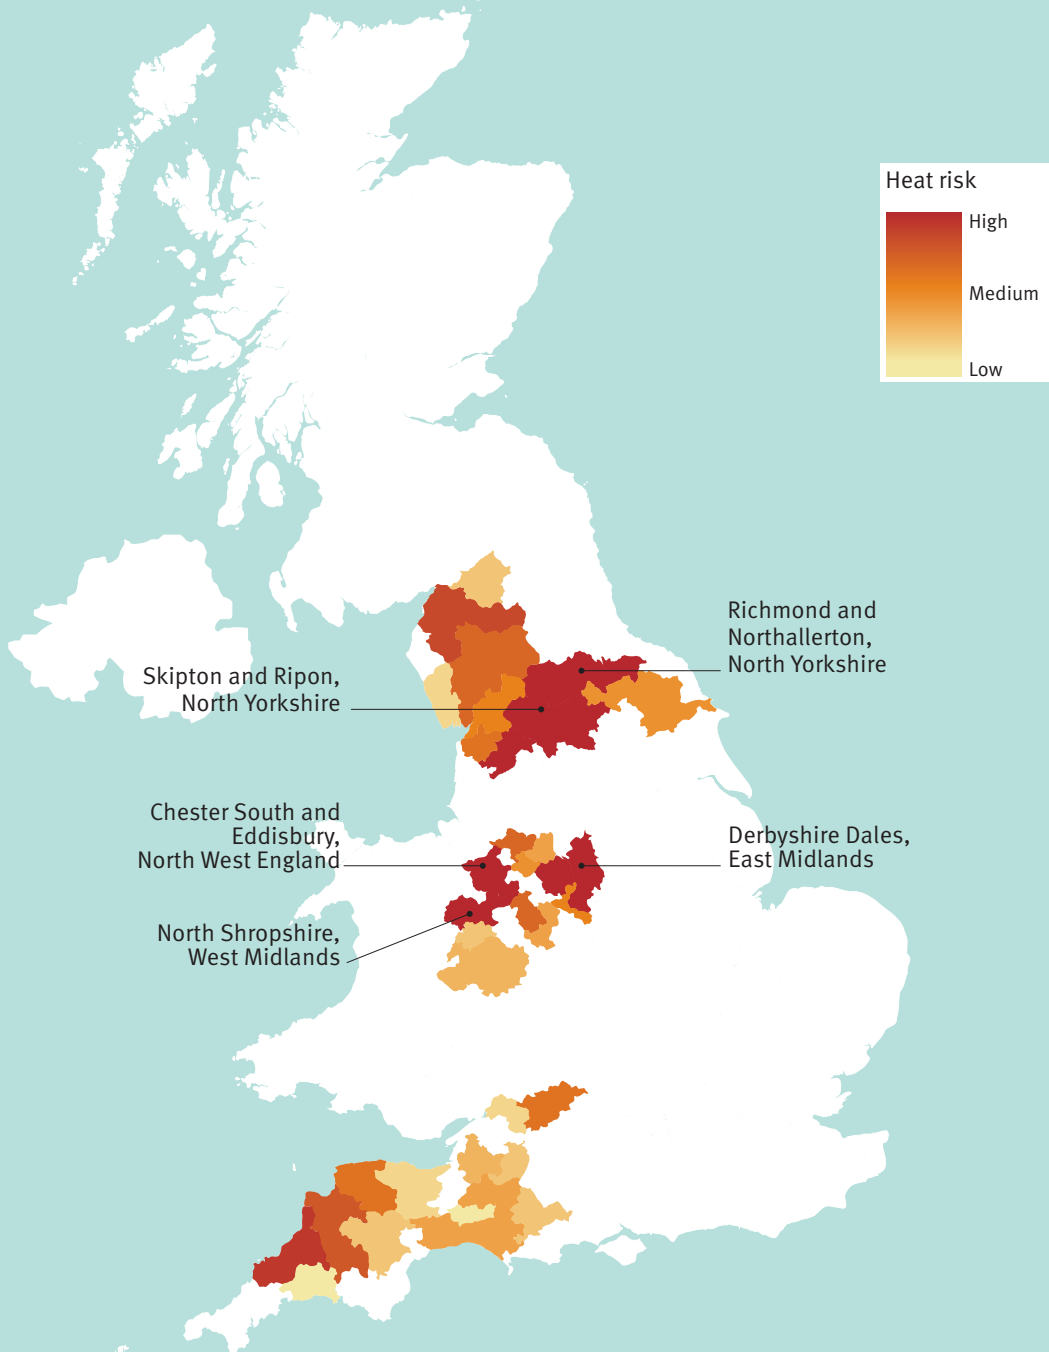 Heat risk
High
Medium
Low
Richmond and
Northallerton,
North Yorkshire
Skipton and Ripon,
North Yorkshire
Chester South and
Eddisbury,
North West England
Derbyshire Dales,
East Midlands
North Shropshire,
West Midlands